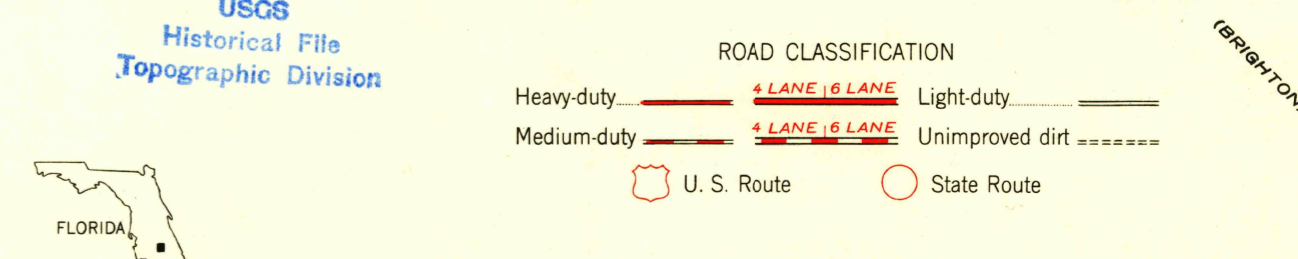 USGS
Historical File
Topographic Division
ROAD CLASSIFICATION
Heavy-duty
4 LANE 6 LANE
Light-duty
Medium-duty
4 LANE 6 LANE
Unimproved dirt
U. S. Route
State Route
(BRIGHTON)
FLORIDA